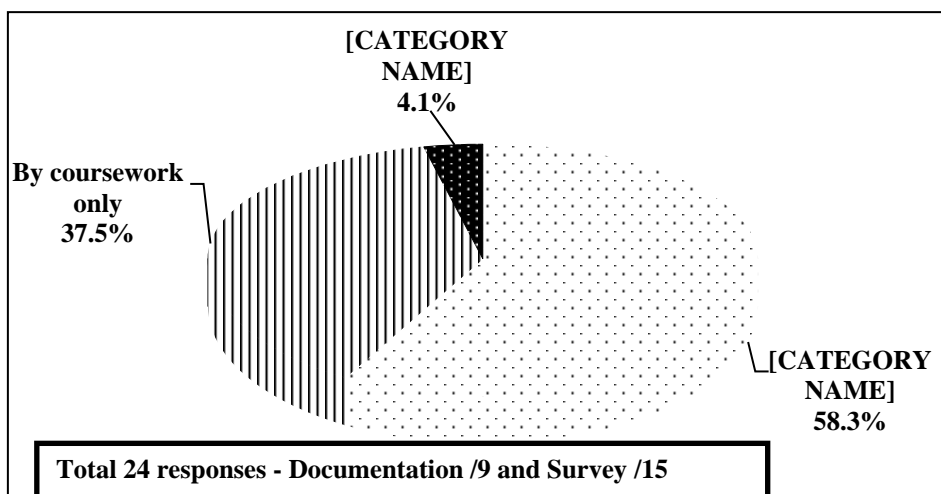 [CATEGORY
NAME]
4.1%
By coursework
only
37.5%
[CATEGORY
NAME]
58.3%
Total 24 responses - Documentation /9 and Survey /15